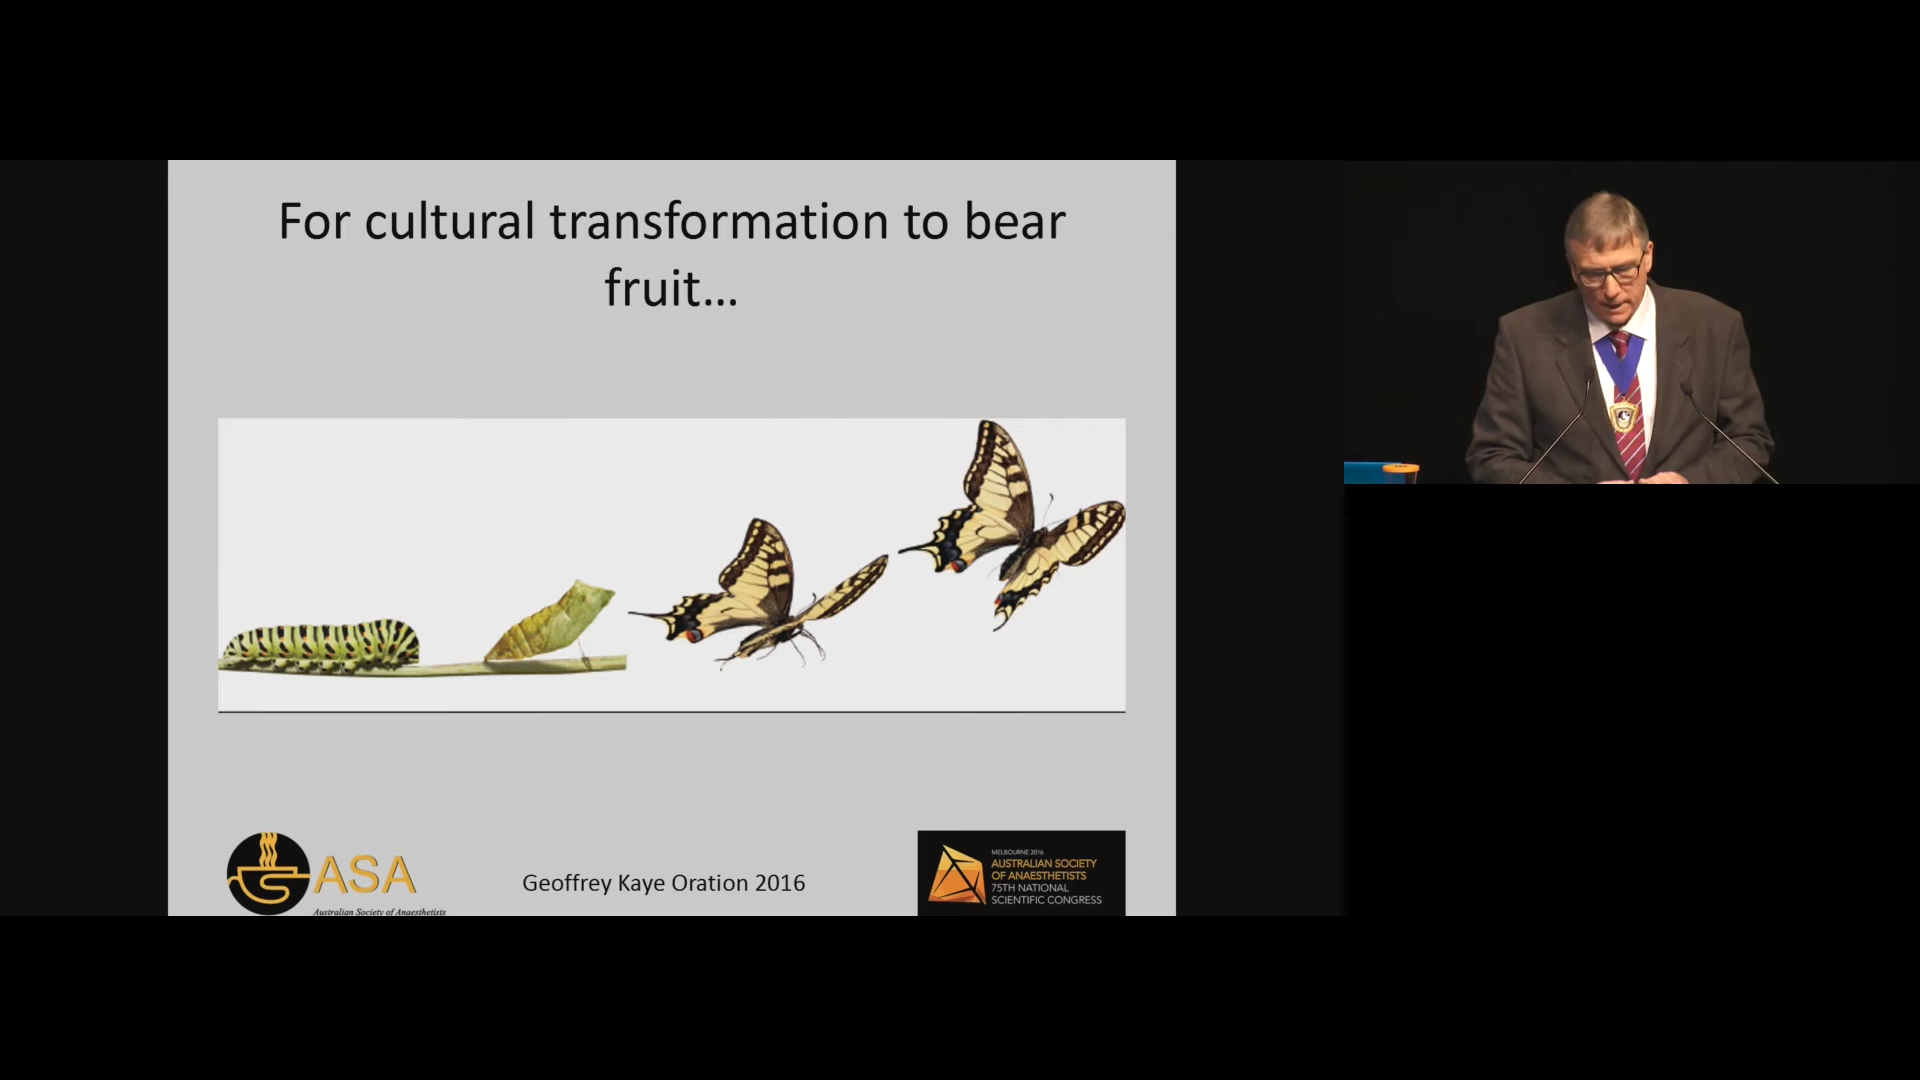 For cultural transformation to bear
fruit...
ASA
Australian Society of Anaesthetists
Geoffrey Kaye Oration 2016
MELBOURNE 2016
AUSTRALIAN SOCIETY
OF ANAESTHETISTS
75TH NATIONAL
SCIENTIFIC CONGRESS